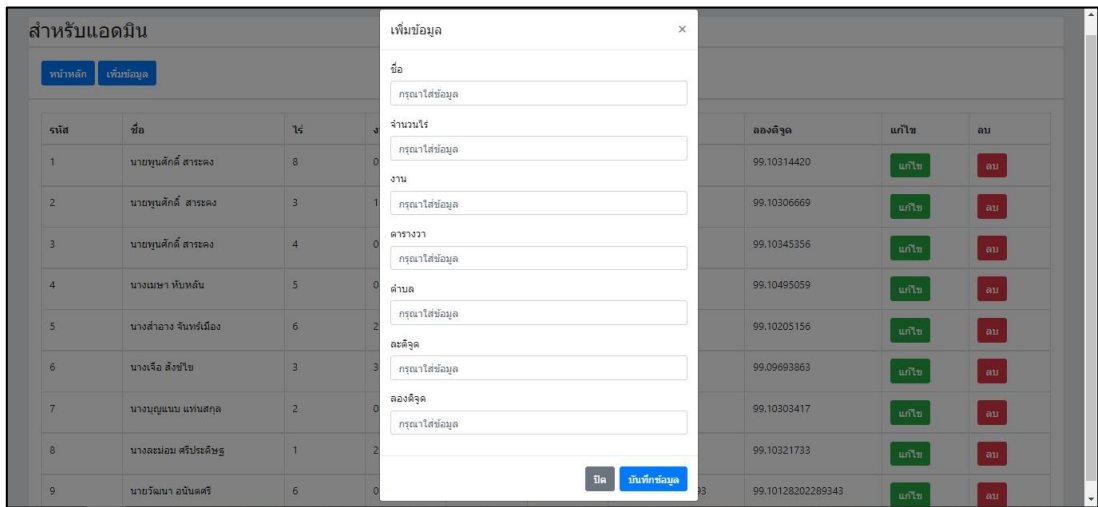 สำหรับแอดมิน
เพิ่มข้อมูล ×
หน้าหลัก เพิ่มข้อมูล
ชื่อ
กรุณาใส่ข้อมูล
จำนวนไร่
กรุณาใส่ข้อมูล
งาน
กรุณาใส่ข้อมูล
ตารางวา
กรุณาใส่ข้อมูล
ตำบล
กรุณาใส่ข้อมูล
ละติจูด
กรุณาใส่ข้อมูล
ลองติจูด
กรุณาใส่ข้อมูล
ปิด บันทึกข้อมูล
รหัส ชื่อ ไร่ ลองติจูด แก้ไข ลบ
1 นายพูนศักดิ์ สาระคง 8 0 99.10314420 แก้ไข ลบ
2 นายพูนศักดิ์ สาระคง 3 1 99.10306669 แก้ไข ลบ
3 นายพูนศักดิ์ สาระคง 4 0 99.10345356 แก้ไข ลบ
4 นางเมษา ทับทลัน 5 0 99.10495059 แก้ไข ลบ
5 นางสำอาง จันทร์เมือง 6 2 99.10205156 แก้ไข ลบ
6 นางเจือ สังข์ไข 3 3 99.09693863 แก้ไข ลบ
7 นางบุญแนบ แท่นสกุล 2 0 99.10303417 แก้ไข ลบ
8 นางละม่อม ศรีประดิษฐ 1 2 99.10321733 แก้ไข ลบ
9 นายวัฒนา อนันตศรี 6 0 93 99.10128202289343 แก้ไข ลบ